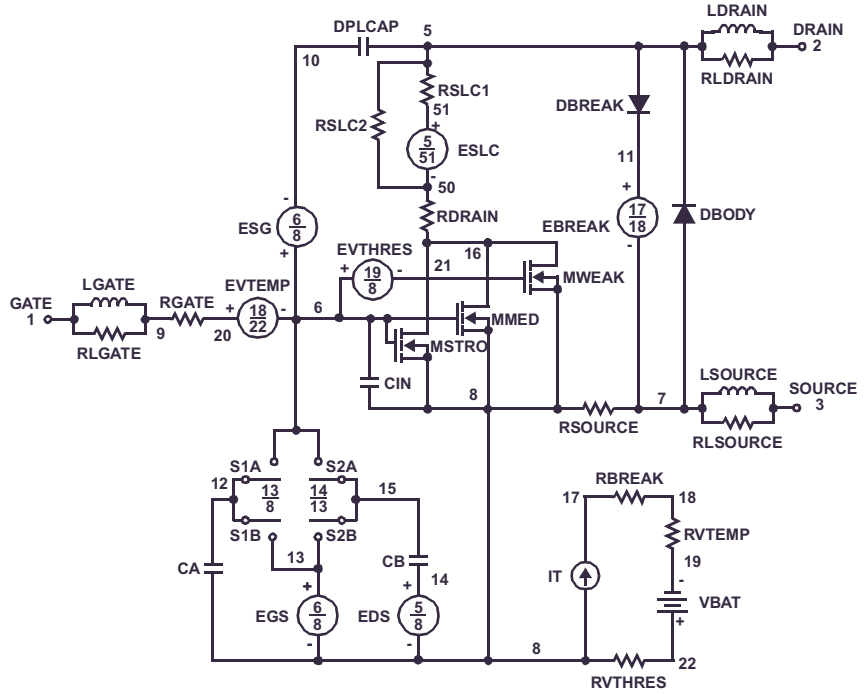 LDRAIN
DPLCAP 5 DRAIN
10 2
RLDRAIN
RSLC1
51
DBREAK
RSLC2
+
5
51
ESLC
11
-
50
-
+
6
8
ESG
17
18
DBODY
RDRAIN
EBREAK
+
-
EVTHRES
16
+ 19
8 -
21
MWEAK
LGATE
EVTEMP
GATE
1
RGATE
+ 18
22 -
6
MMED
9
20
RLGATE
MSTRO
LSOURCE
CIN
8
7
SOURCE
3
RSOURCE
RLSOURCE
S1A S2A
12
13
8
14
13
15
RBREAK
17 18
S1B S2B
RVTEMP
13
CB
19
CA
14
IT
-
+ +
VBAT
EGS
6
8
EDS
5
8
+
- -
8
22
RVTHRES